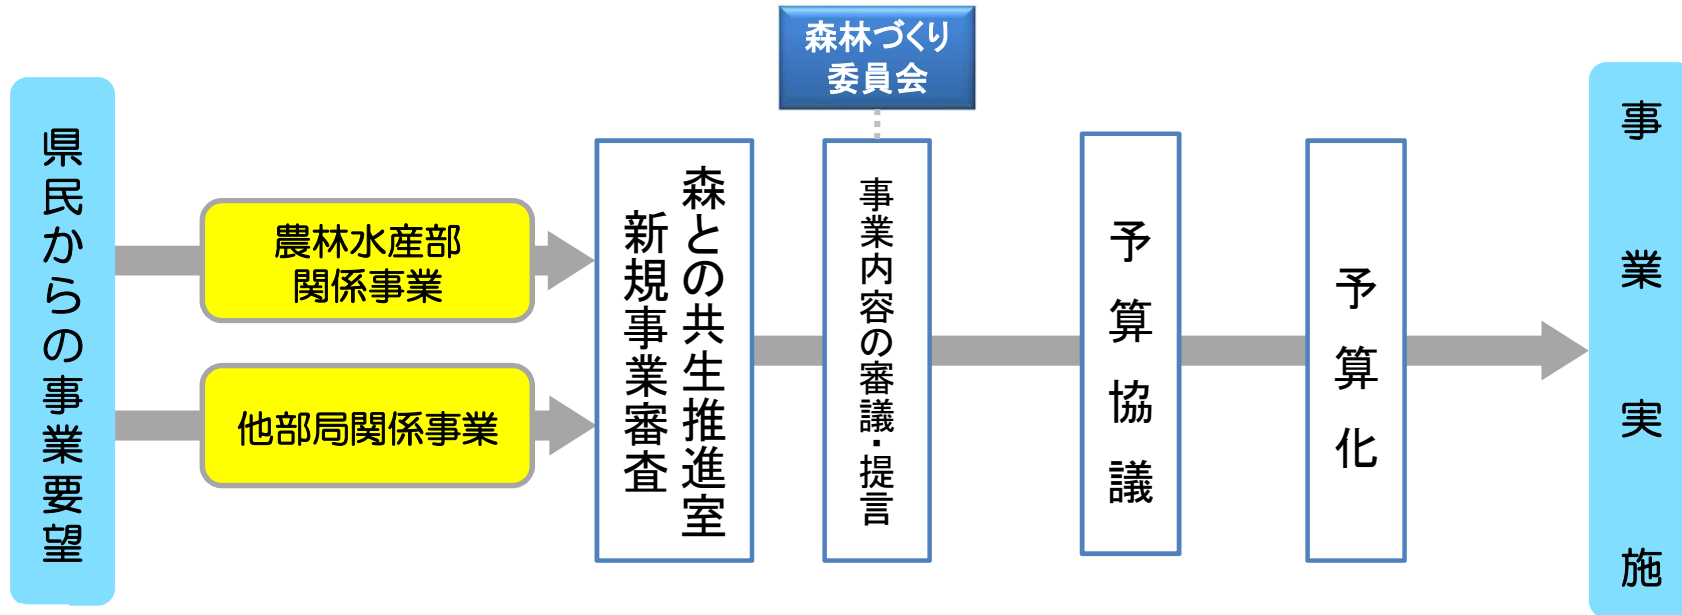 県民からの事業要望
農林水産部
関係事業
他部局関係事業
森との共生推進室
新規事業審査
森林づくり
委員会
事業内容の審議・提言
予算協議
予算化
事業実施